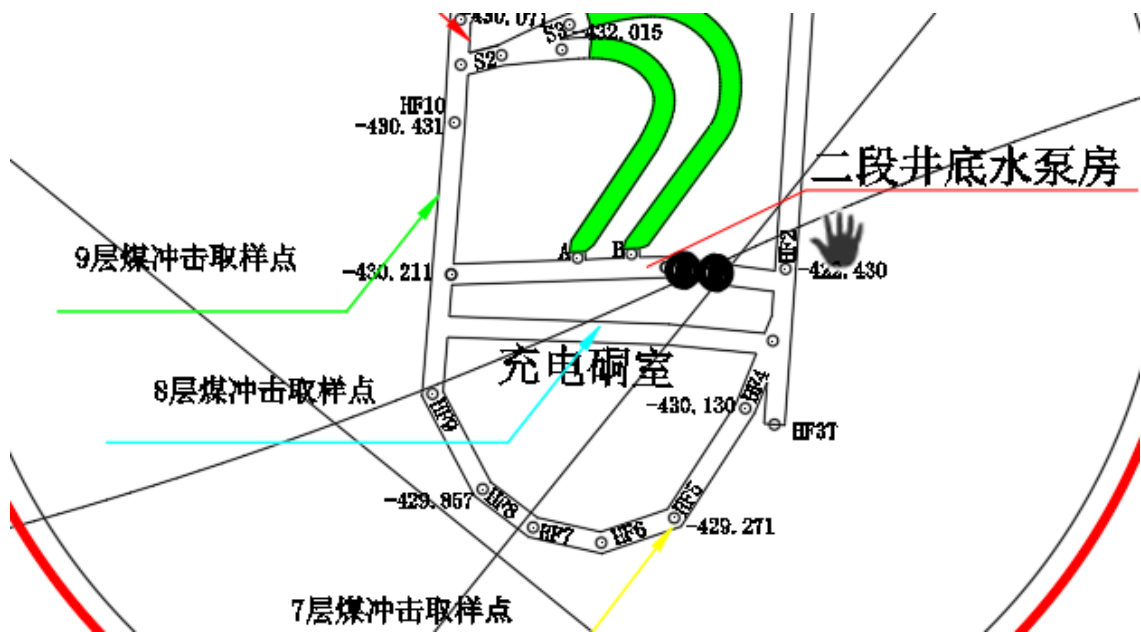 -430.071
S3
-432.015
S2
HF10
-430.431
二段井底水泵房
9层煤冲击取样点
A
B
HF2
-430.211
-422.430
充电硐室
8层煤冲击取样点
HF9
-430.130
HF4
HF3T
-429.857
HF8
HF5
HF7
HF6
-429.271
7层煤冲击取样点